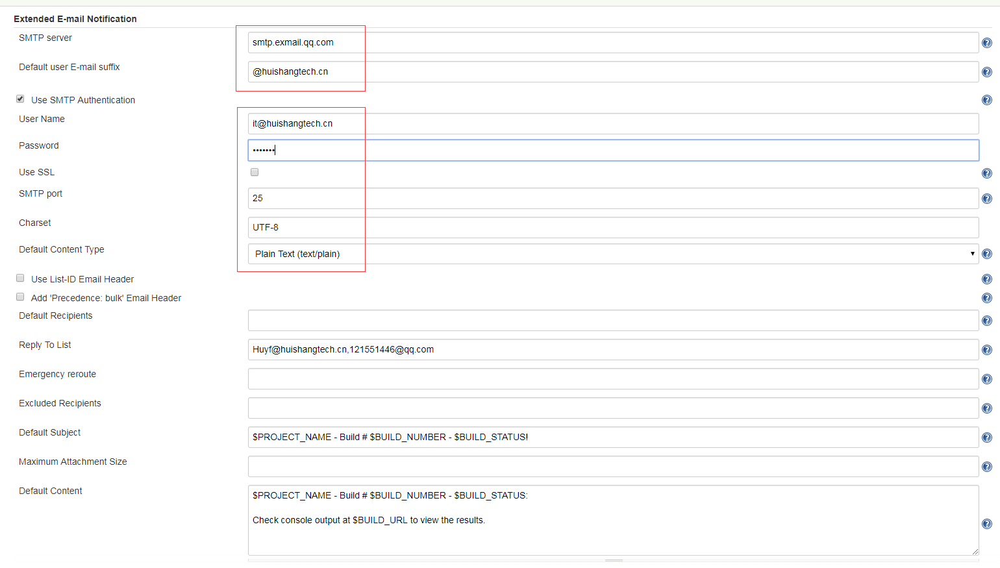 Extended E-mail Notification
SMTP server
smtp.exmail.qq.com
Default user E-mail suffix
@huishangtech.cn
Use SMTP Authentication
User Name
it@huishangtech.cn
Password
•••••••
Use SSL
SMTP port
25
Charset
UTF-8
Default Content Type
Plain Text (text/plain)
Use List-ID Email Header
Add 'Precedence: bulk' Email Header
Default Recipients
Reply To List
Huyf@huishangtech.cn,121551446@qq.com
Emergency reroute
Excluded Recipients
Default Subject
$PROJECT_NAME - Build # $BUILD_NUMBER - $BUILD_STATUS!
Maximum Attachment Size
Default Content
$PROJECT_NAME - Build # $BUILD_NUMBER - $BUILD_STATUS:
Check console output at $BUILD_URL to view the results.